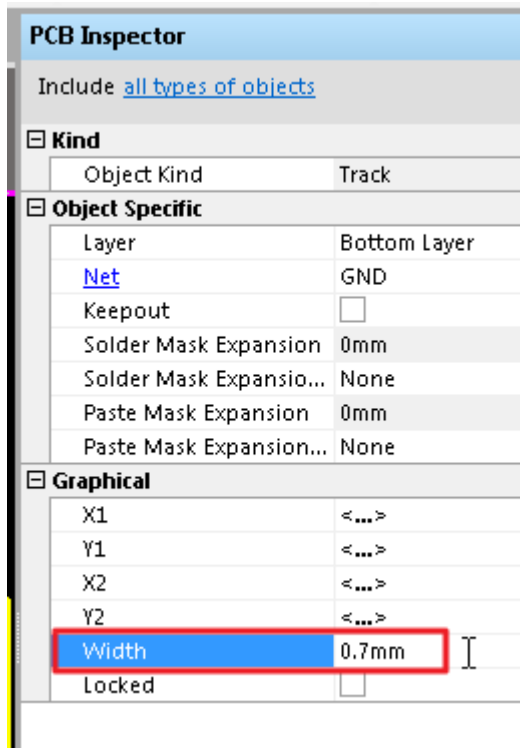 PCB Inspector
Include all types of objects
Kind
Object Kind Track
Object Specific
Layer Bottom Layer
Net GND
Keepout
Solder Mask Expansion 0mm
Solder Mask Expansio... None
Paste Mask Expansion 0mm
Paste Mask Expansion... None
Graphical
X1 <...>
Y1 <...>
X2 <...>
Y2 <...>
Width 0.7mm
Locked